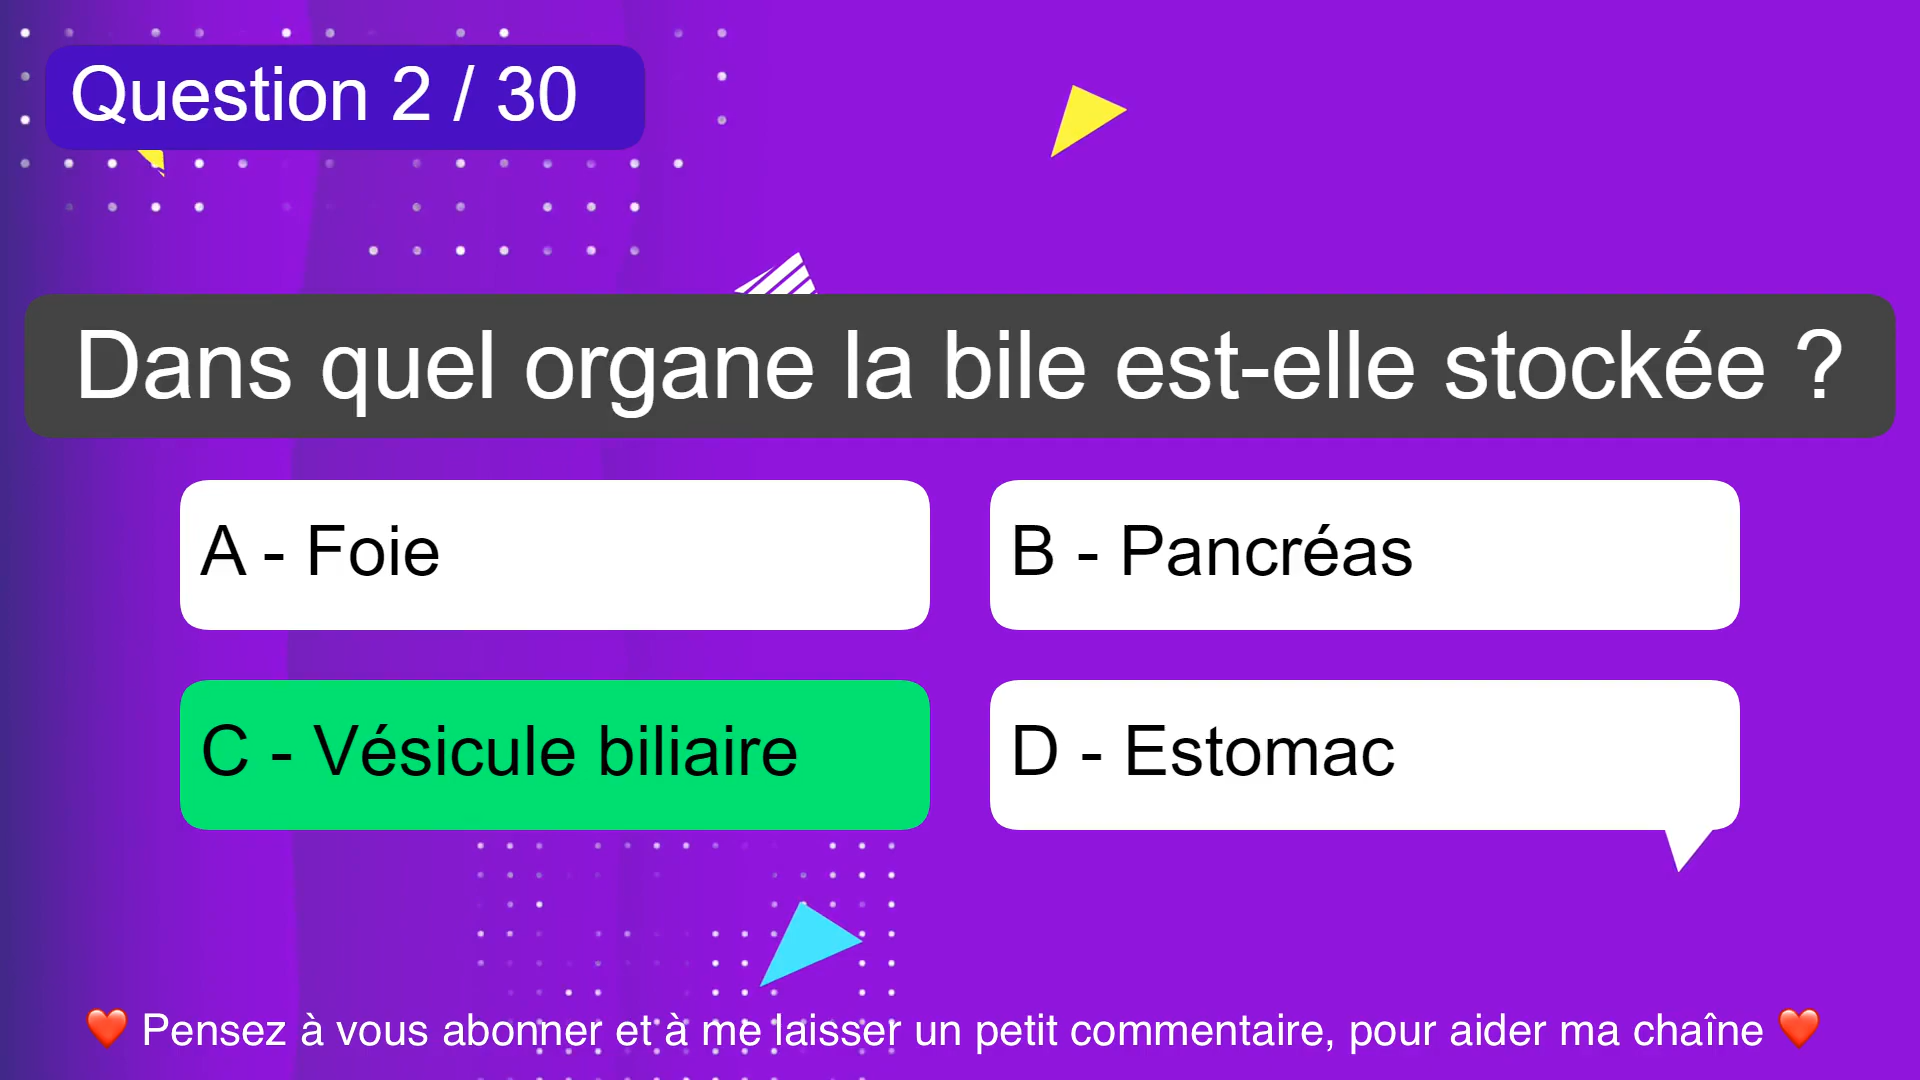 Question 2 / 30
Dans quel organe la bile est-elle stockée ?
A - Foie
B - Pancréas
C - Vésicule biliaire
D - Estomac
❤️ Pensez à vous abonner et à me laisser un petit commentaire, pour aider ma chaîne ❤️